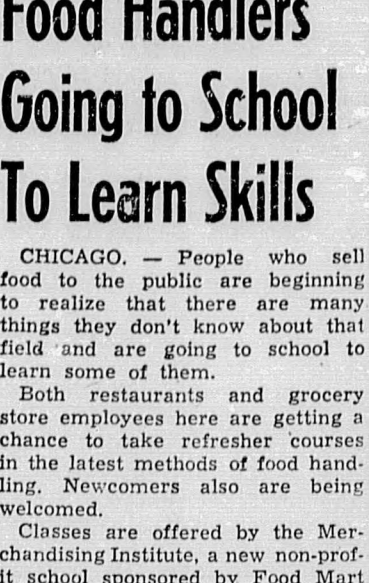 Food Handlers
Going to School
To Learn Skills
CHICAGO. — People who sell
food to the public are beginning
to realize that there are many
things they don't know about that
field and are going to school to
learn some of them.
Both restaurants and grocery
store employees here are getting a
chance to take refresher courses
in the latest methods of food hand-
ling. Newcomers also are being
welcomed.
Classes are offered by the Mer-
chandising Institute, a new non-prof-
it school sponsored by Food Mart